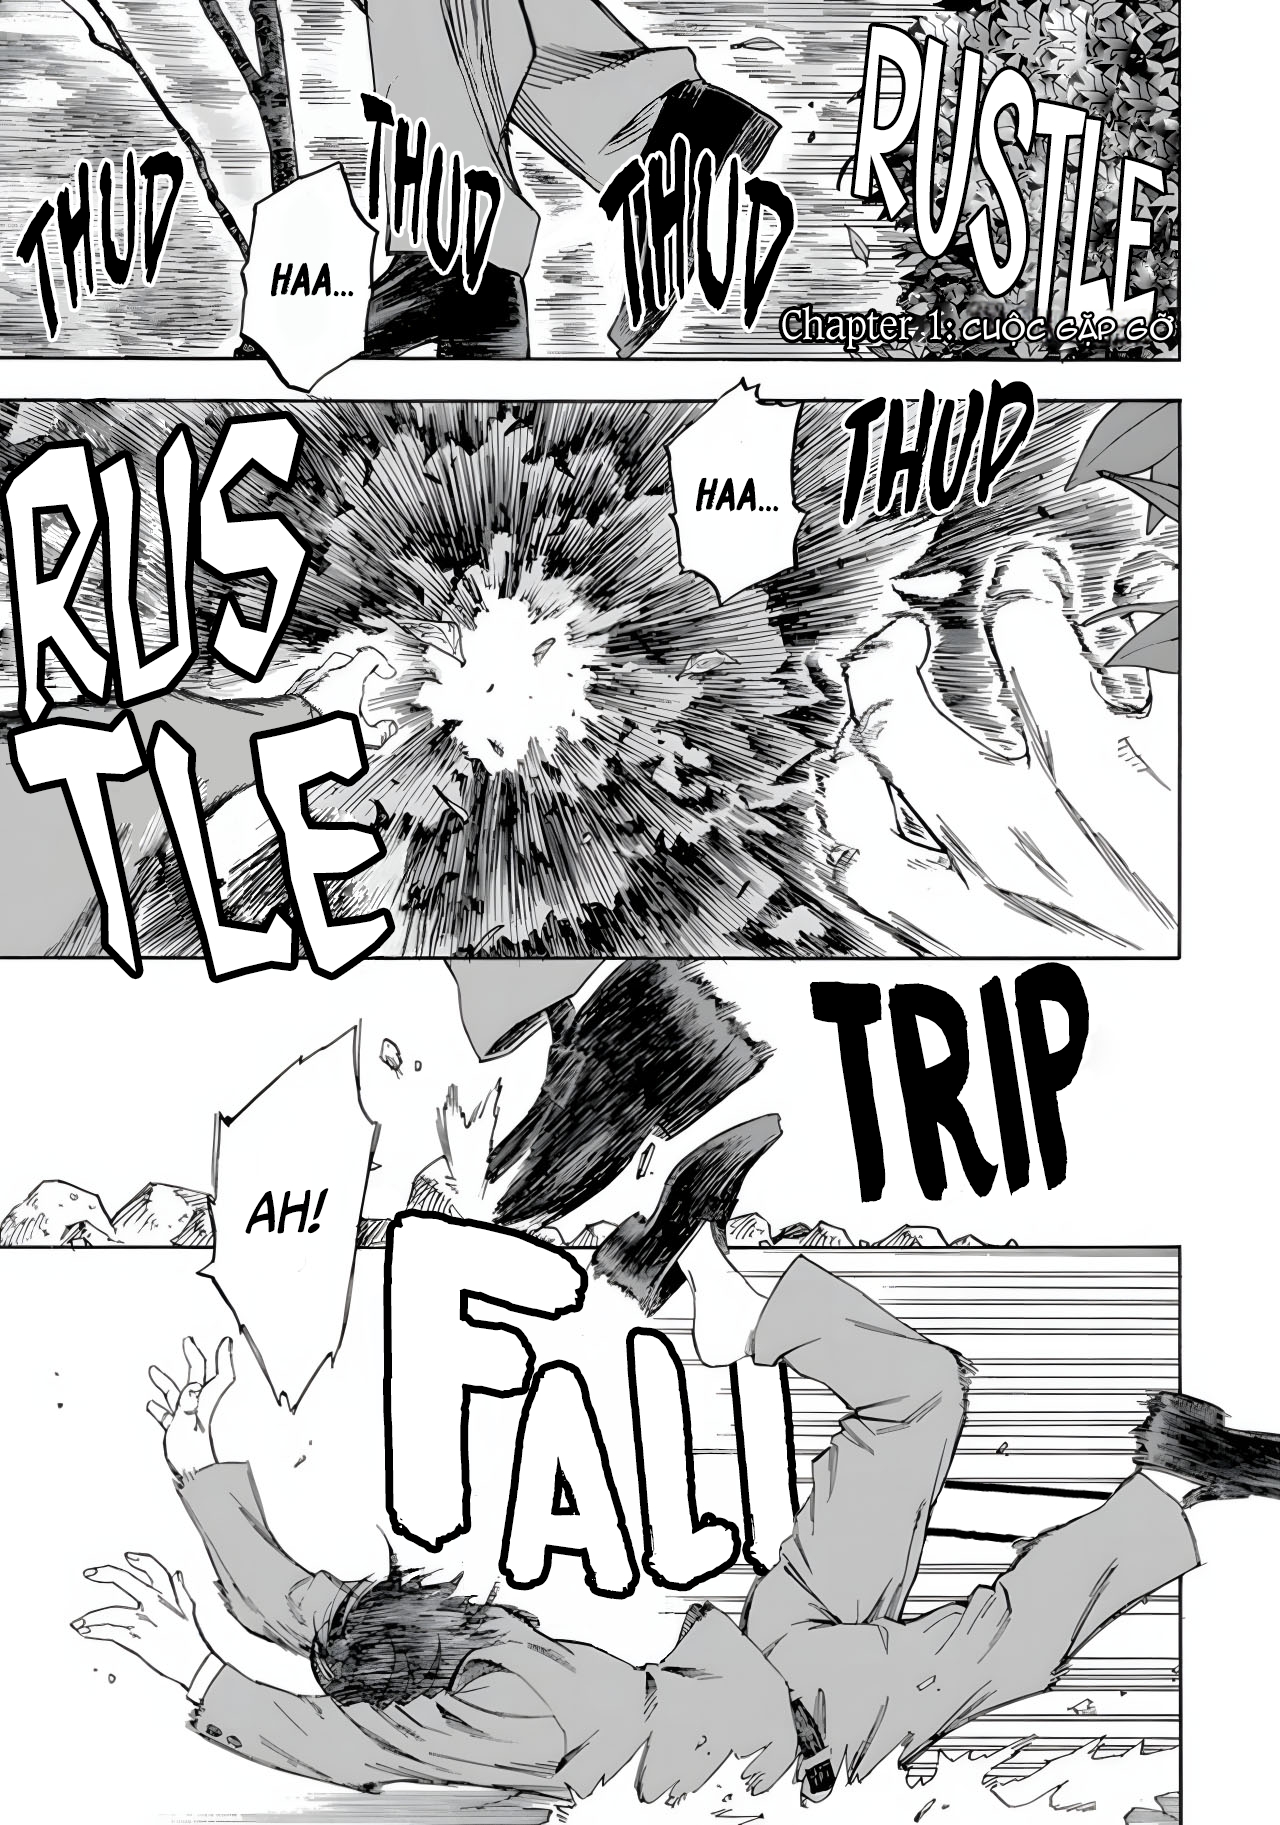 RUSTLE
THUD
THUD
THUD
HAA...
Chapter 1: CUỘC GẶP GỠ
THUD
HAA...
RUS
TLE
TRIP
AH!
FALL